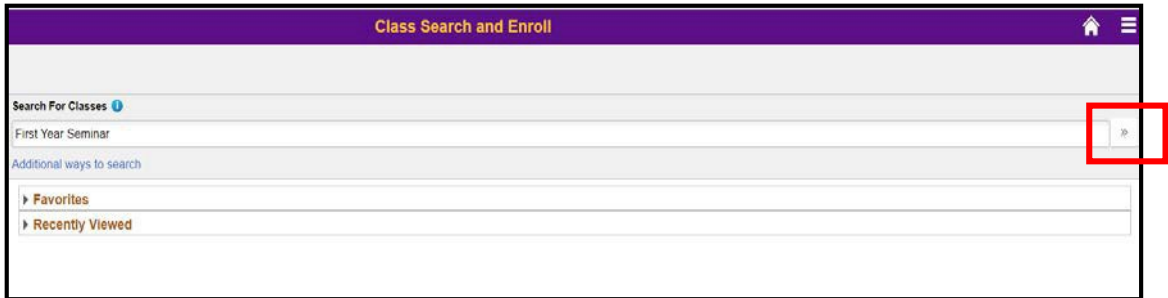 Class Search and Enroll
Search For Classes
First Year Seminar »
Additional ways to search
Favorites
Recently Viewed